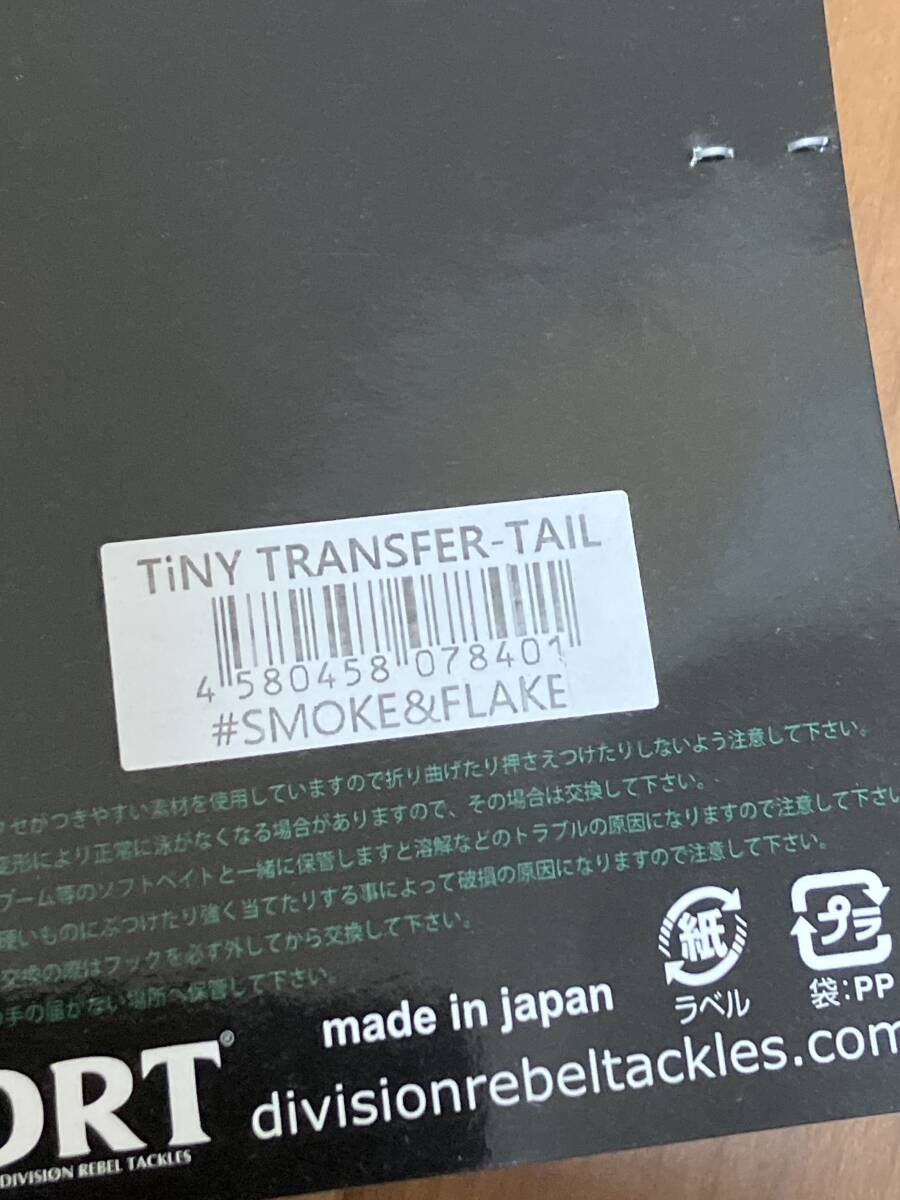 TiNY TRANSFER-TAIL
4 580458 078401
#SMOKE&FLAKE
クセがつきやすい素材を使用していますので折り曲げたり押さえつけたりしないよう注意して下さい。
変形により正常に泳がなくなる場合がありますので、その場合は交換して下さい。
ブーム等のソフトベイトと一緒に保管しますと溶解などのトラブルの原因になりますので注意して下さい
硬いものにぶつけたり強く当てたりする事によって破損の原因になりますので注意して下さい。
交換の際はフックを必ず外してから交換して下さい。
手の届かない場所へ保管して下さい。
紙
ラベル
プラ
袋:PP
made in japan
DRT®
DIVISION REBEL TACKLES
divisionrebeltackles.com